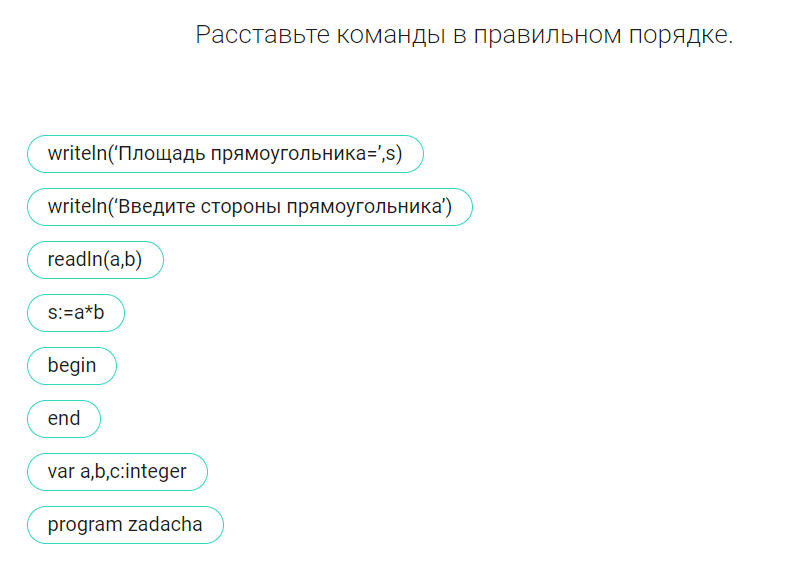 Расставьте команды в правильном порядке.
writeln(‘Площадь прямоугольника=’,s)
writeln(‘Введите стороны прямоугольника’)
readln(a,b)
s:=a*b
begin
end
var a,b,c:integer
program zadacha